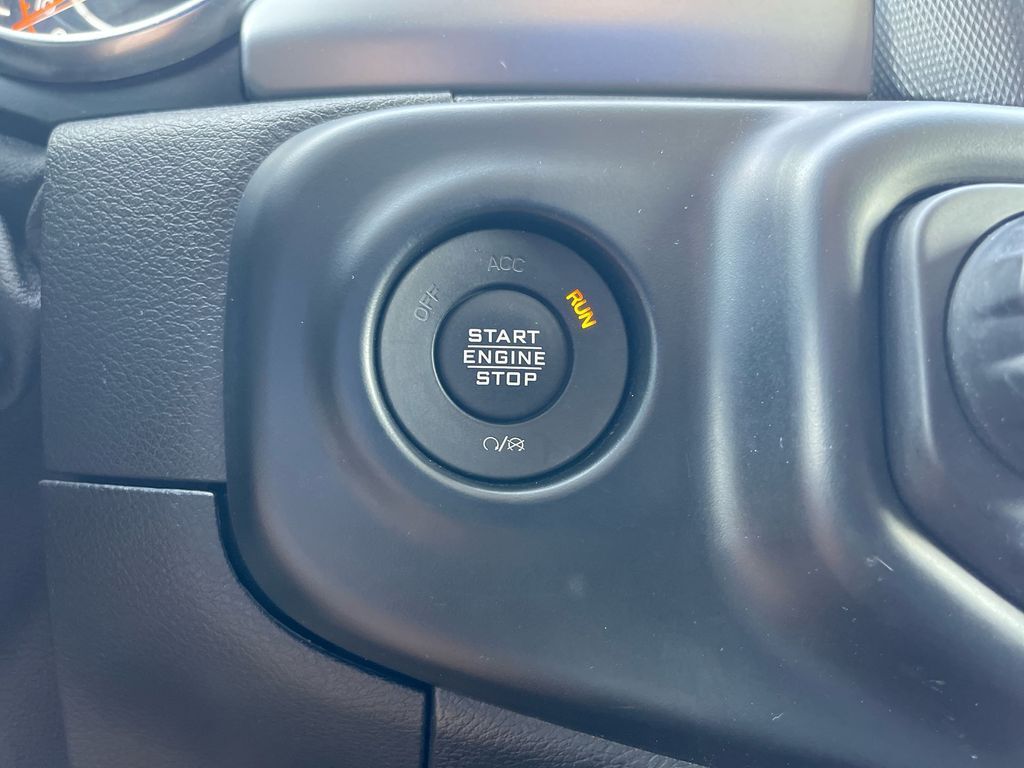 ACC
OFF
RUN
START
ENGINE
STOP